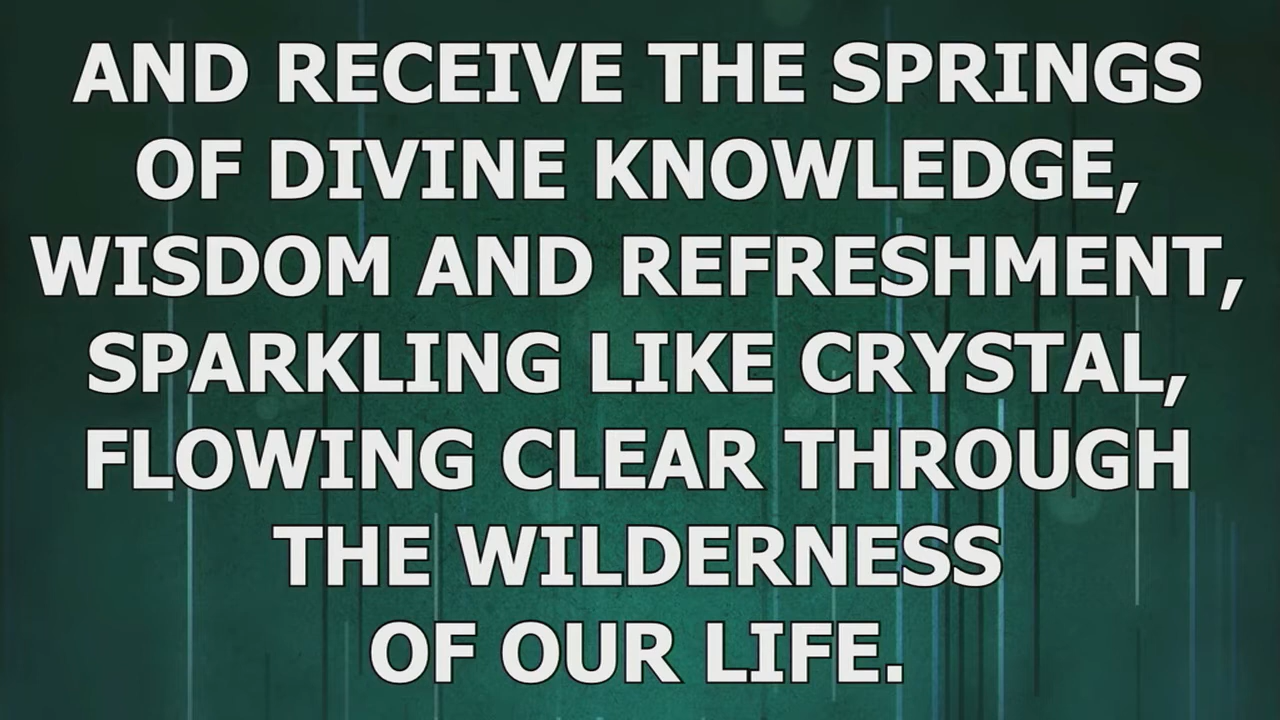 AND RECEIVE THE SPRINGS
OF DIVINE KNOWLEDGE,
WISDOM AND REFRESHMENT,
SPARKLING LIKE CRYSTAL,
FLOWING CLEAR THROUGH
THE WILDERNESS
OF OUR LIFE.